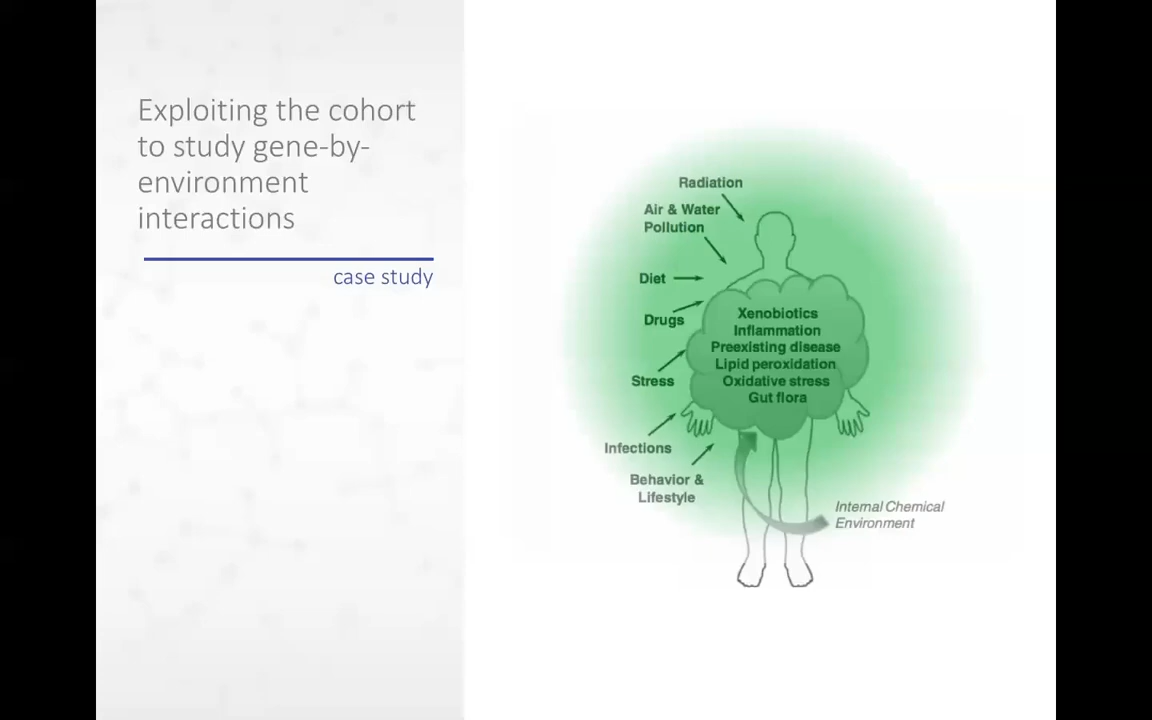 Exploiting the cohort
to study gene-by-
environment
interactions
case study
Radiation
Air & Water
Pollution
Diet
Drugs
Stress
Infections
Behavior &
Lifestyle
Xenobiotics
Inflammation
Preexisting disease
Lipid peroxidation
Oxidative stress
Gut flora
Internal Chemical
Environment